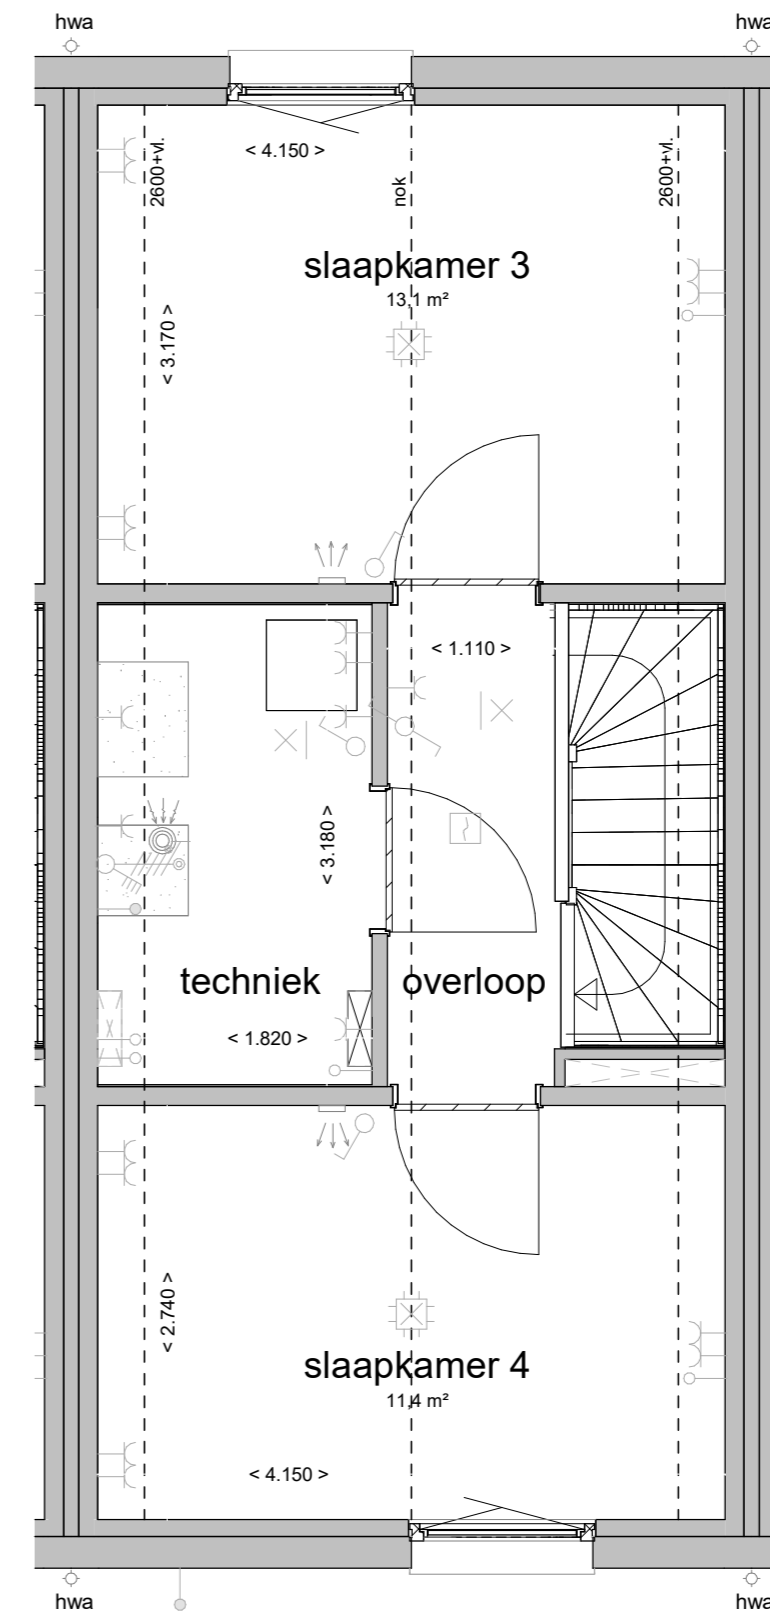 hwa
hwa
< 4.150 >
2600+vl.
nok
2600+vl.
slaapkamer 3
13,1 m²
< 3.170 >
< 1.110 >
< 3.180 >
techniek
overloop
< 1.820 >
< 2.740 >
slaapkamer 4
11,4 m²
< 4.150 >
hwa
hwa